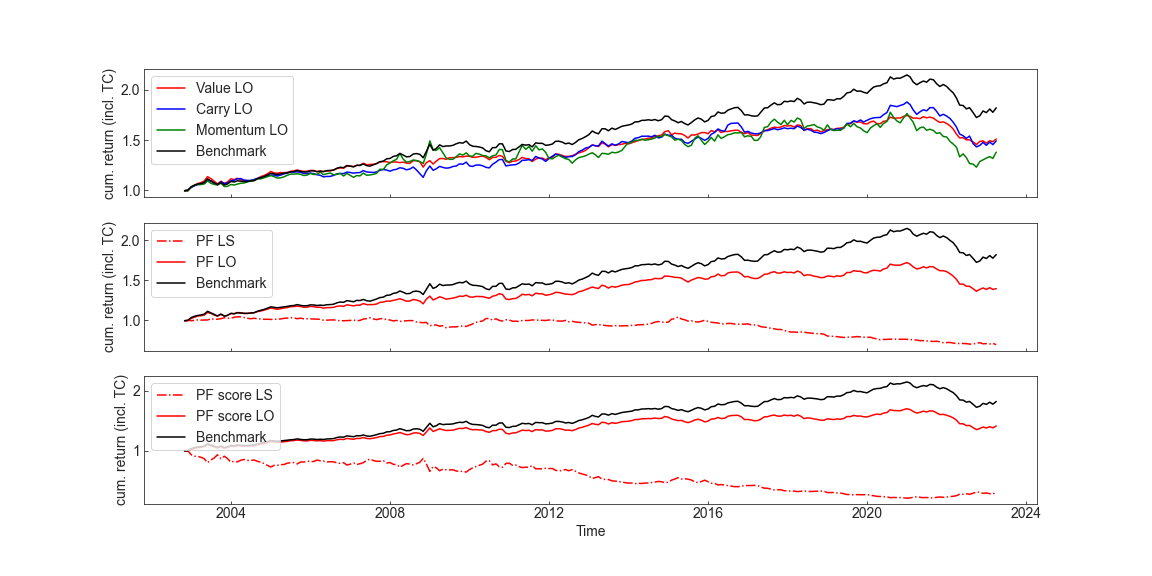 cum. return (incl. TC)
2.0
1.5
1.0
Value LO
Carry LO
Momentum LO
Benchmark
cum. return (incl. TC)
2.0
1.5
1.0
PF LS
PF LO
Benchmark
cum. return (incl. TC)
2
1
PF score LS
PF score LO
Benchmark
2004 2008 2012 2016 2020 2024
Time